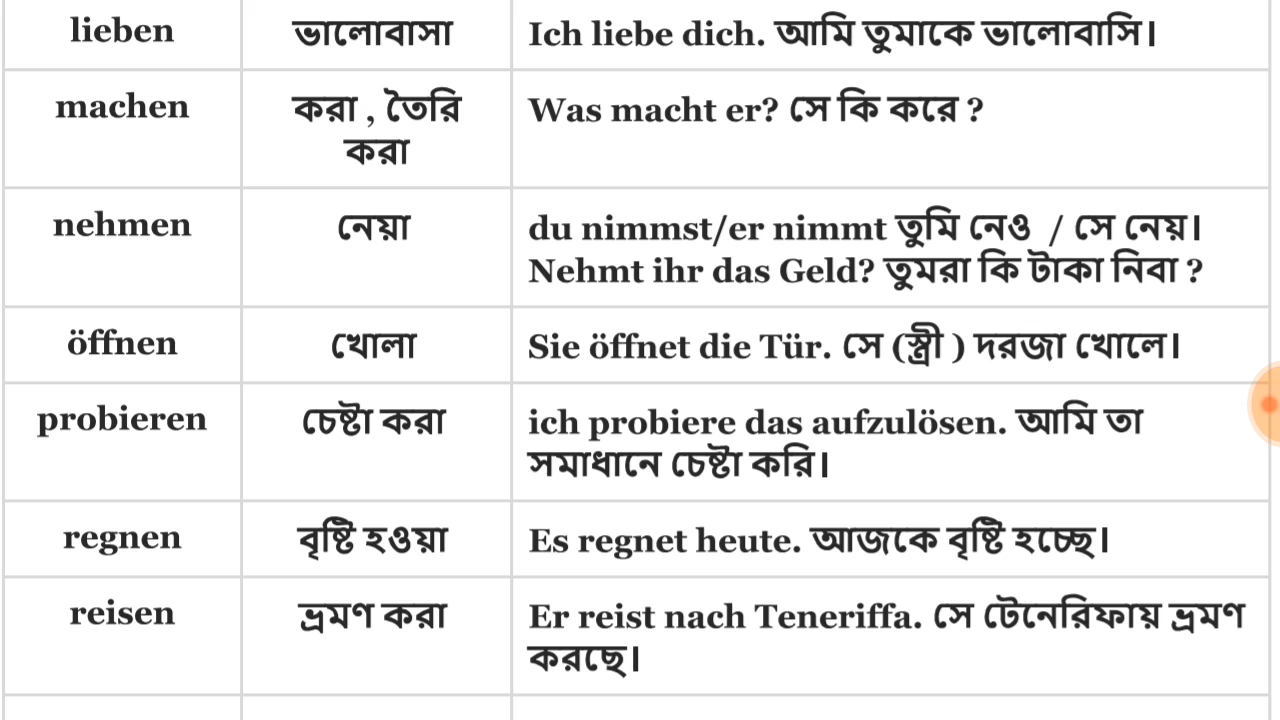 lieben ভালোবাসা Ich liebe dich. আমি তুমাকে ভালোবাসি।
machen করা , তৈরি Was macht er? সে কি করে ?
করা
nehmen নেয়া du nimmst/er nimmt তুমি নেও / সে নেয়।
Nehmt ihr das Geld? তুমরা কি টাকা নিবা ?
öffnen খোলা Sie öffnet die Tür. সে (স্ত্রী ) দরজা খোলে।
probieren চেষ্টা করা ich probiere das aufzulösen. আমি তা
সমাধানে চেষ্টা করি।
regnen বৃষ্টি হওয়া Es regnet heute. আজকে বৃষ্টি হচ্ছে।
reisen ভ্রমণ করা Er reist nach Teneriffa. সে টেনেরিফায় ভ্রমণ
করছে।